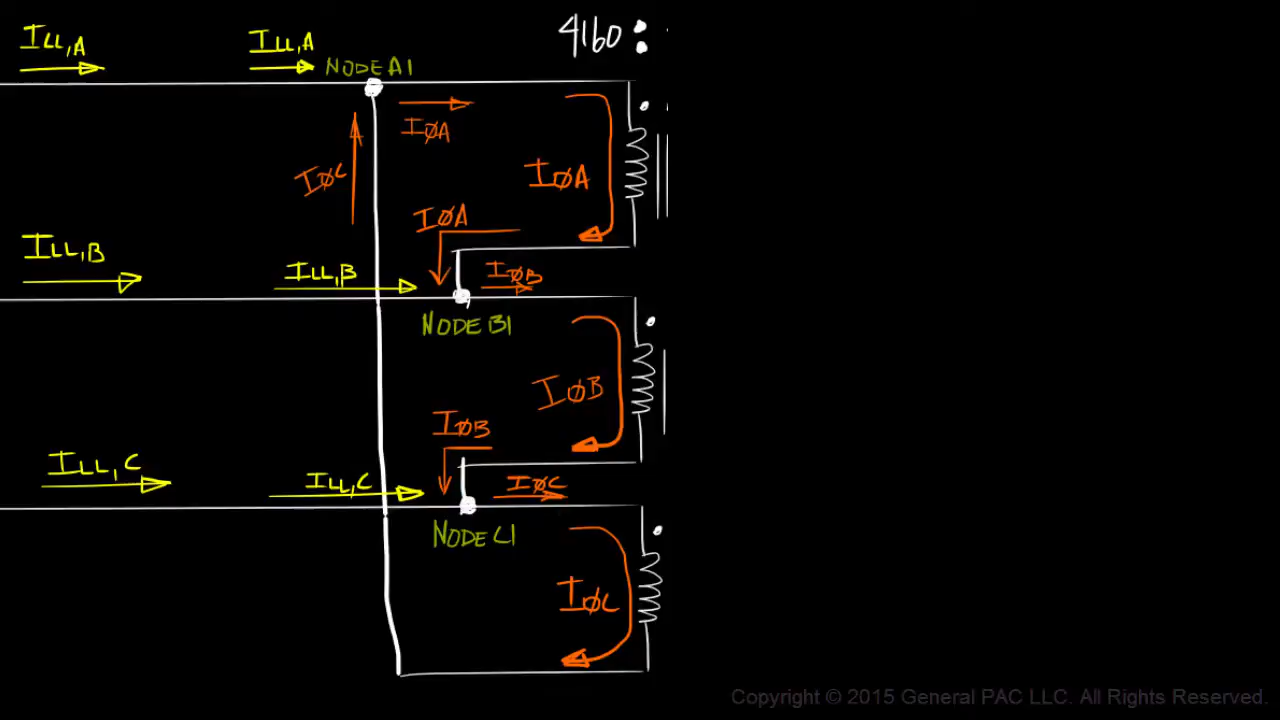 ILL,A
ILL,A
4160 :
NODE A1
IØA
IØC
IØA
IØA
ILL,B
ILL,B
IØB
NODE B1
IØB
IØB
ILL,C
ILL,C
IØC
NODE C1
IØC
Copyright © 2015 General PAC LLC. All Rights Reserved.